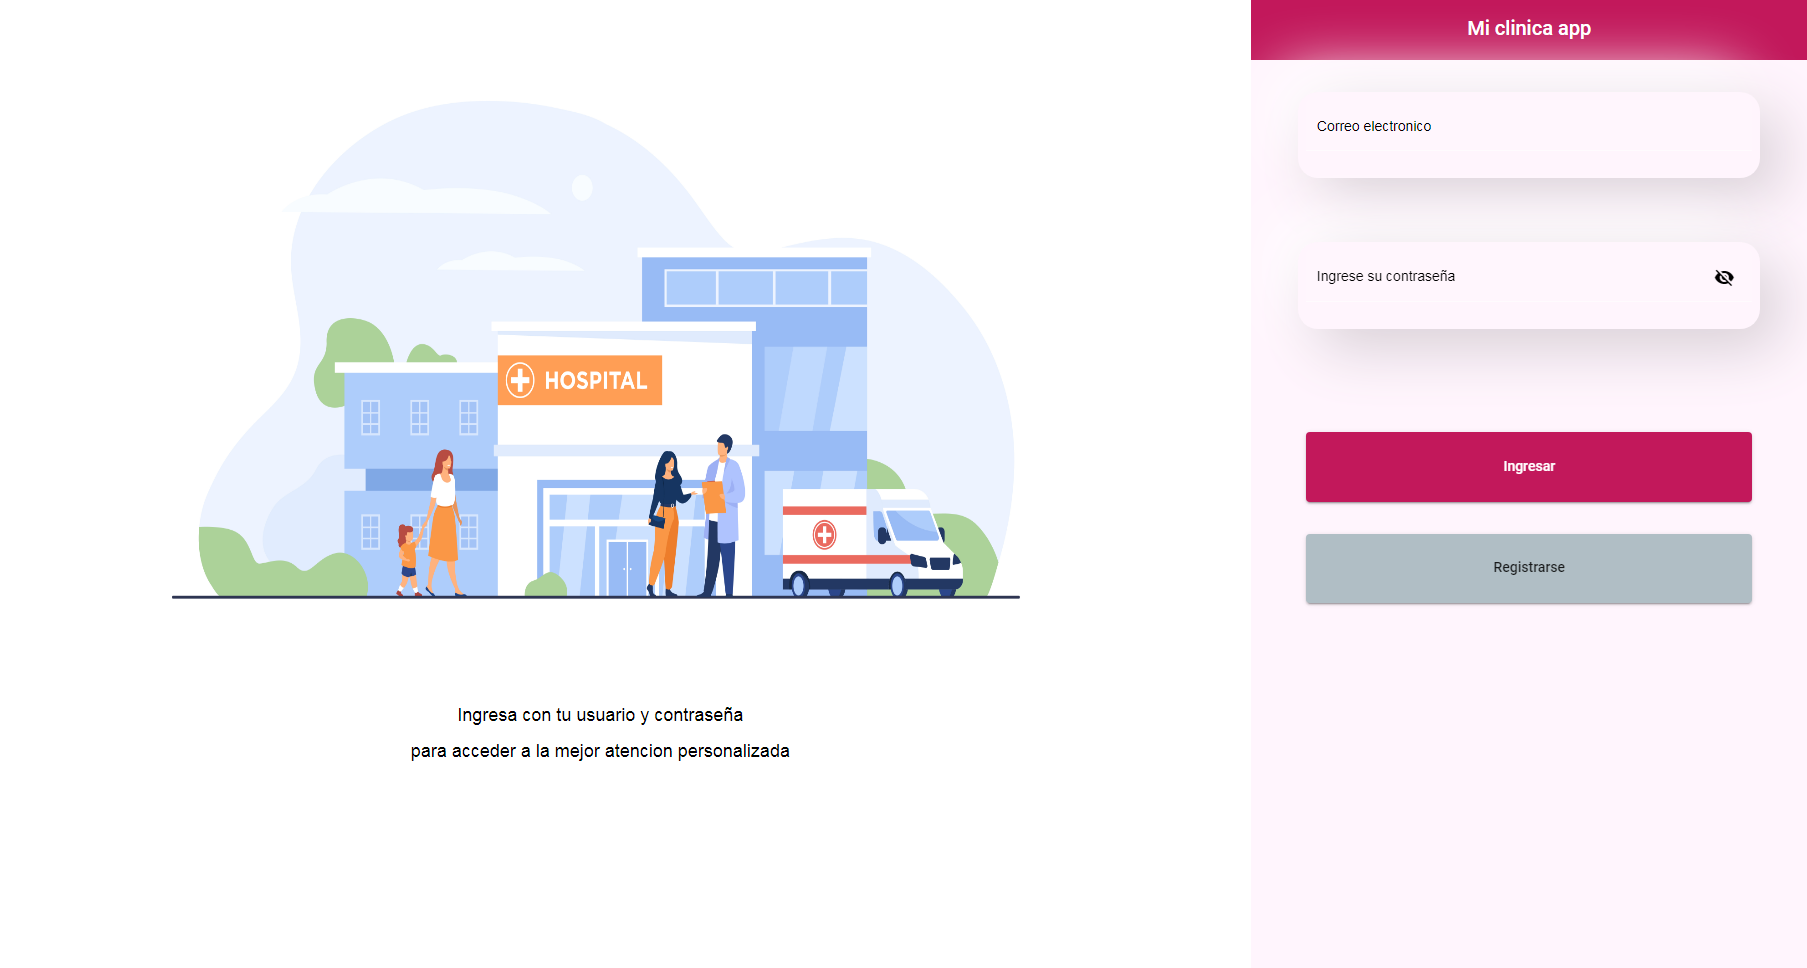 Mi clinica app
Correo electronico
Ingrese su contraseña
Ingresar
Registrarse
HOSPITAL
Ingresa con tu usuario y contraseña
para acceder a la mejor atencion personalizada